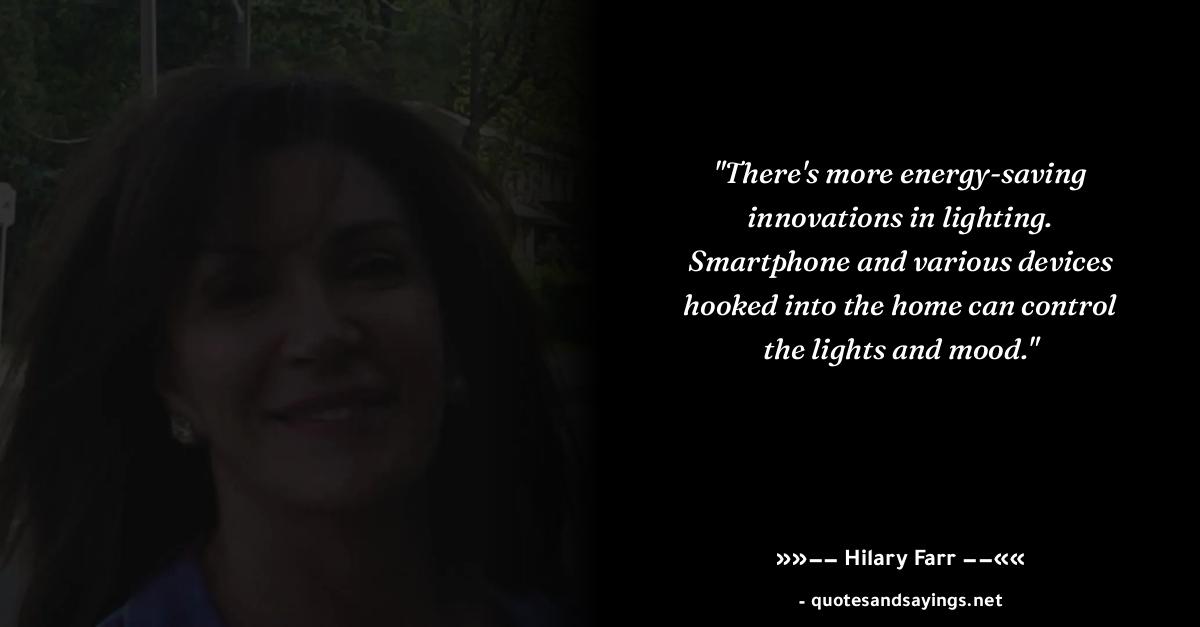 "There's more energy-saving
innovations in lighting.
Smartphone and various devices
hooked into the home can control
the lights and mood."
»»–– Hilary Farr ––««
- quotesandsayings.net